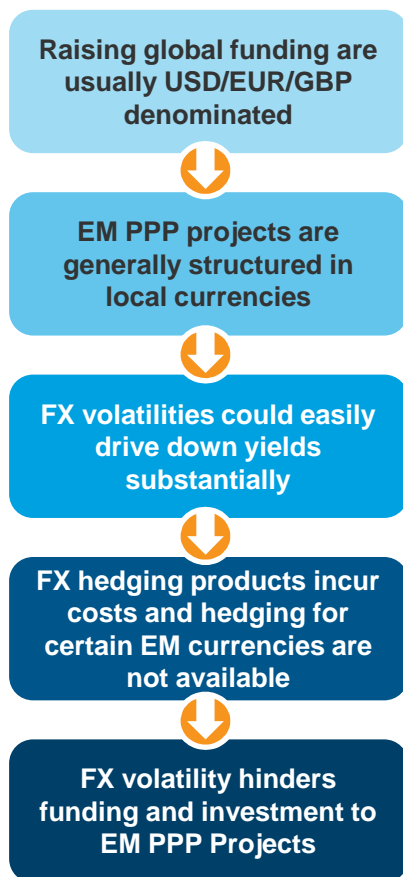 Raising global funding are
usually USD/EUR/GBP
denominated
EM PPP projects are
generally structured in
local currencies
FX volatilities could easily
drive down yields
substantially
FX hedging products incur
costs and hedging for
certain EM currencies are
not available
FX volatility hinders
funding and investment to
EM PPP Projects